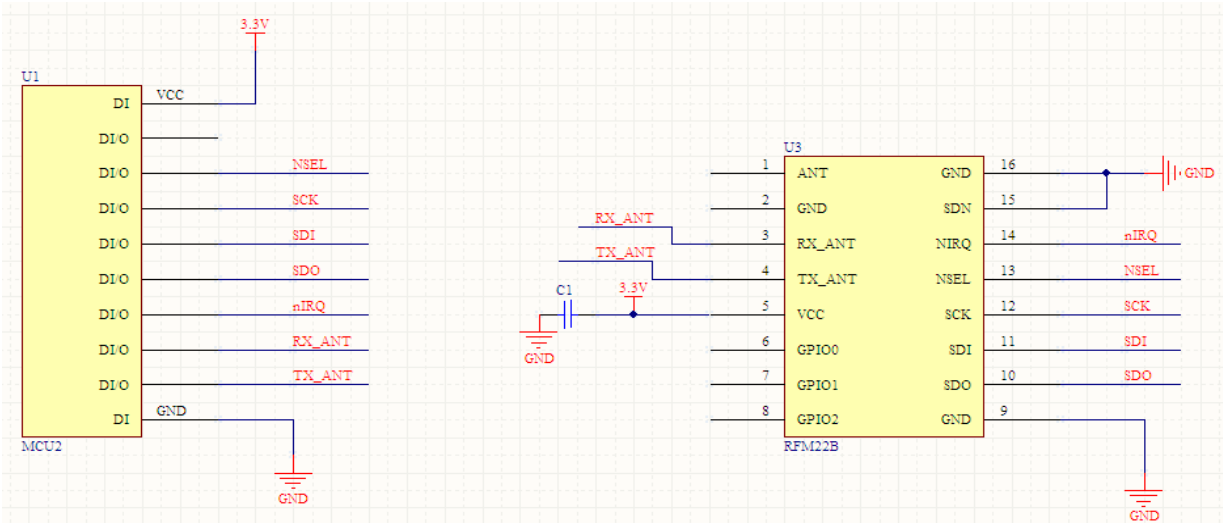 3.3V
U1
DI VCC
DI/O
DI/O NSEL
DI/O SCK
DI/O SDI
DI/O SDO
DI/O nIRQ
DI/O RX_ANT
DI/O TX_ANT
DI GND
MCU2
GND
U3
1 ANT GND 16 GND
2 GND SDN 15
RX_ANT 3 RX_ANT NIRQ 14 nIRQ
TX_ANT 4 TX_ANT NSEL 13 NSEL
C1 3.3V
5 VCC SCK 12 SCK
GND
6 GPIO0 SDI 11 SDI
7 GPIO1 SDO 10 SDO
8 GPIO2 GND 9
RFM22B
GND